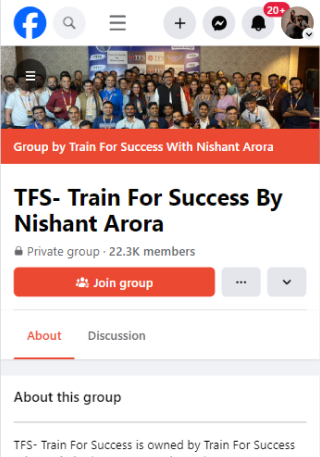 20+
TFS
Group by Train For Success With Nishant Arora
TFS- Train For Success By
Nishant Arora
Private group · 22.3K members
Join group
About
Discussion
About this group
TFS- Train For Success is owned by Train For Success